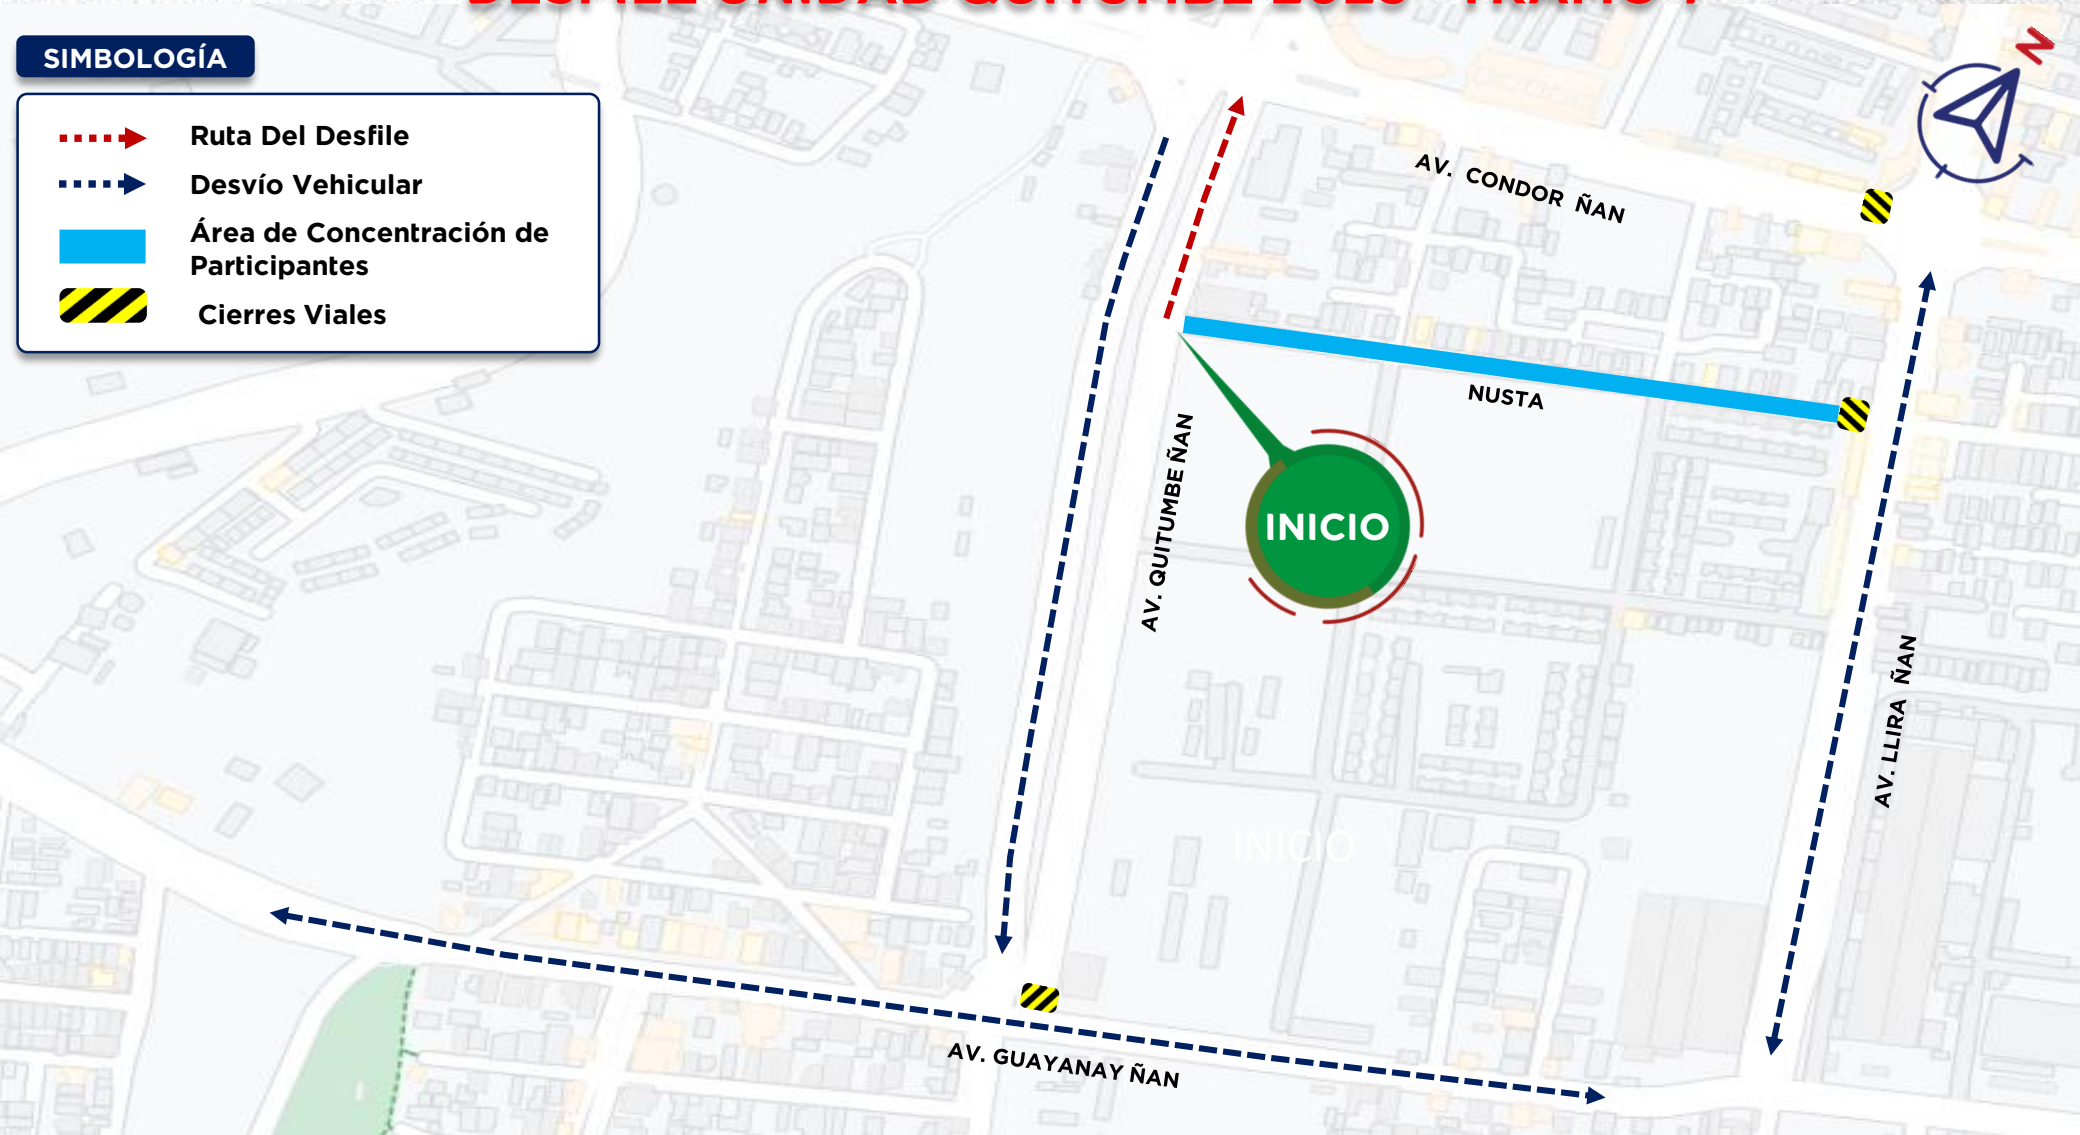 SIMBOLOGÍA
Ruta Del Desfile
Desvío Vehicular
Área de Concentración de
Participantes
Cierres Viales
N
AV. CONDOR ÑAN
NUSTA
AV. QUITUMBE ÑAN
INICIO
AV. LLIRA ÑAN
INICIO
AV. GUAYANAY ÑAN